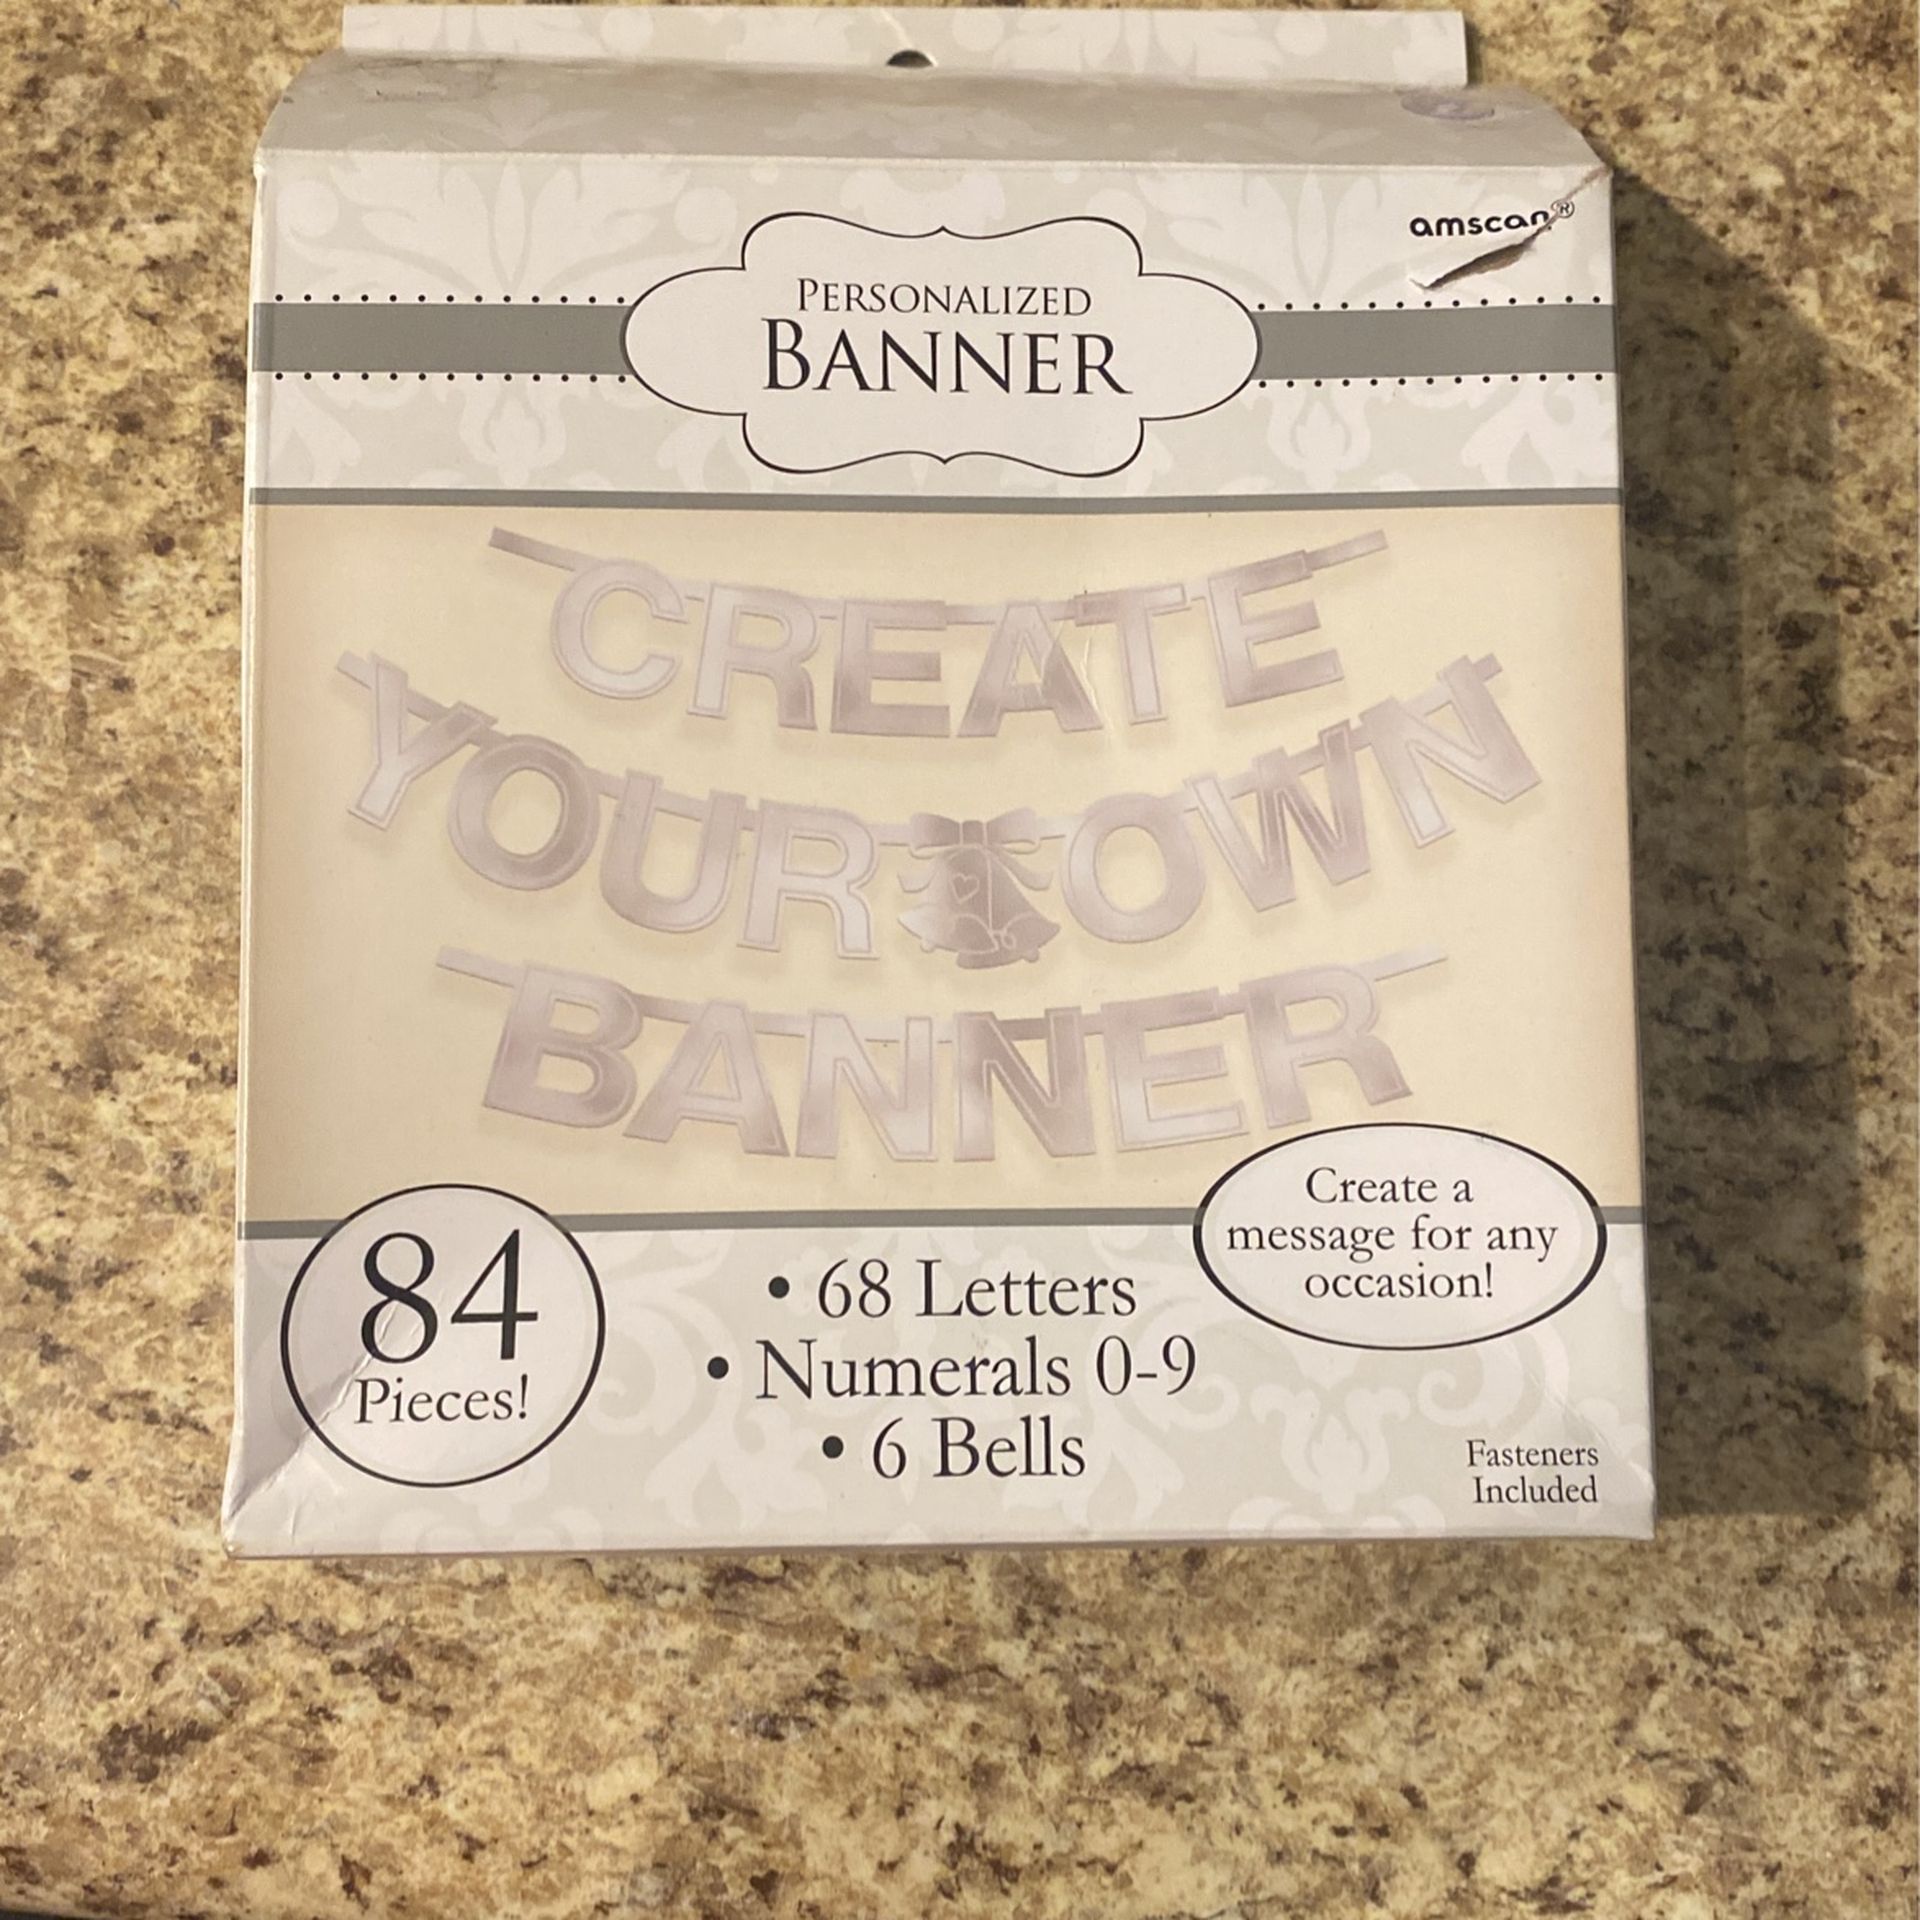 amscan®
PERSONALIZED
BANNER
CREATE
YOUR OWN
BANNER
84
Pieces!
• 68 Letters
• Numerals 0-9
• 6 Bells
Create a
message for any
occasion!
Fasteners
Included